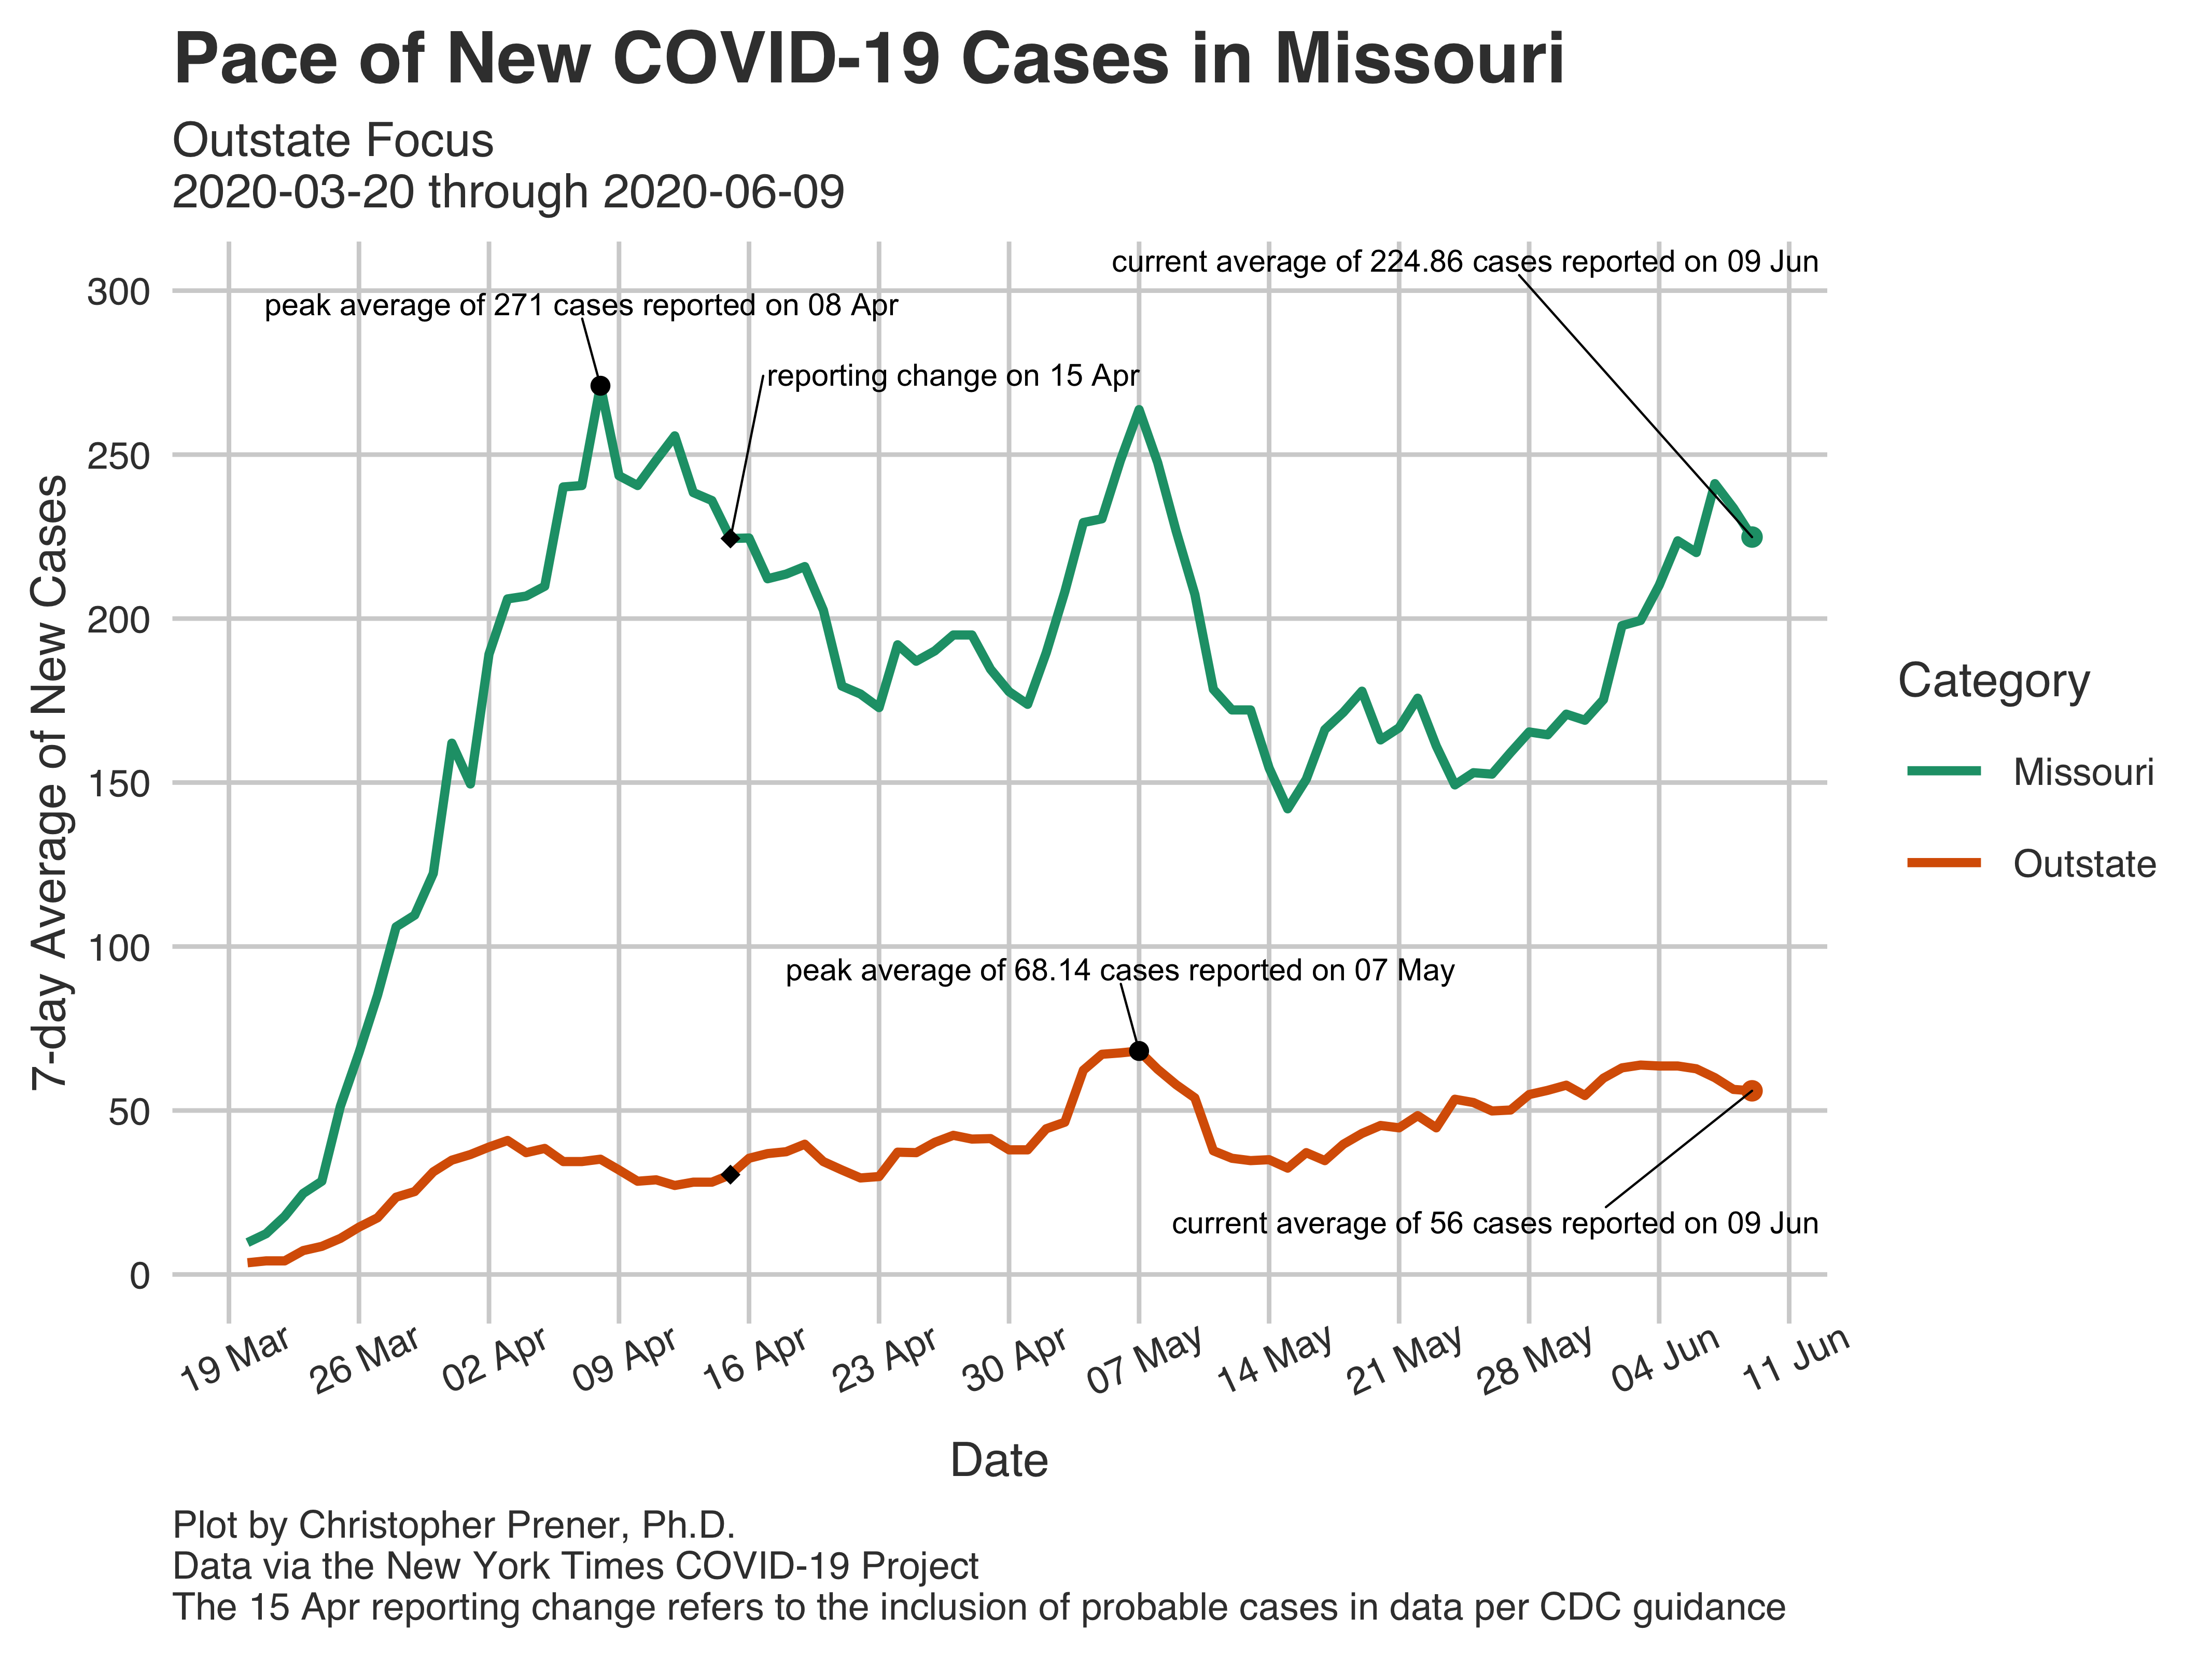 Pace of New COVID-19 Cases in Missouri
Outstate Focus
2020-03-20 through 2020-06-09
current average of 224.86 cases reported on 09 Jun
peak average of 271 cases reported on 08 Apr
reporting change on 15 Apr
peak average of 68.14 cases reported on 07 May
current average of 56 cases reported on 09 Jun
7-day Average of New Cases
300
250
200
150
100
50
0
19 Mar
26 Mar
02 Apr
09 Apr
16 Apr
23 Apr
30 Apr
07 May
14 May
21 May
28 May
04 Jun
11 Jun
Date
Category
Missouri
Outstate
Plot by Christopher Prener, Ph.D.
Data via the New York Times COVID-19 Project
The 15 Apr reporting change refers to the inclusion of probable cases in data per CDC guidance